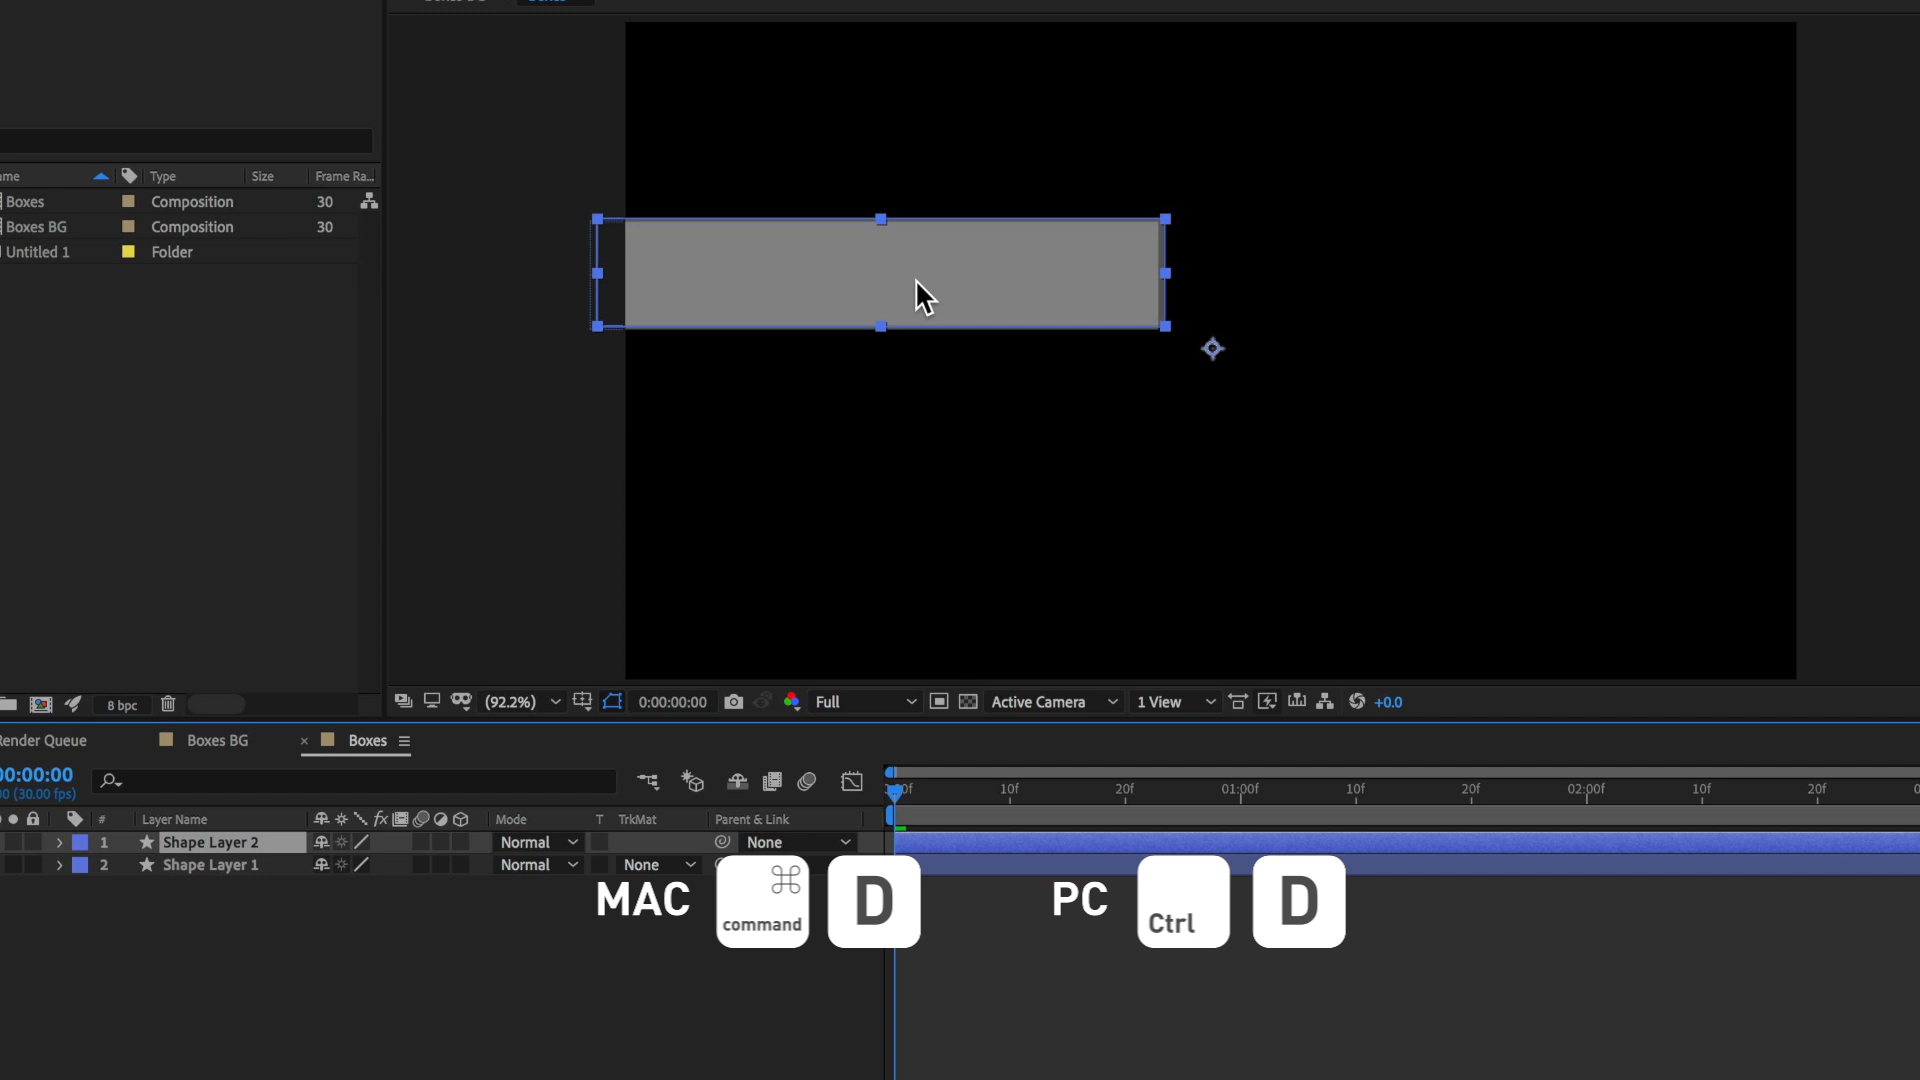 ame Type Size Frame Ra...
Boxes Composition 30
Boxes BG Composition 30
Untitled 1 Folder
8 bpc
(92.2%) 0:00:00:00 Full Active Camera 1 View +0.0
Render Queue Boxes BG × Boxes
00:00:00
00 (30.00 fps)
10f 20f 01:00f 10f 20f 02:00f 10f 20f
# Layer Name fx Mode T TrkMat Parent & Link
1 Shape Layer 2 Normal None
2 Shape Layer 1 Normal None
MAC ⌘ command D PC Ctrl D